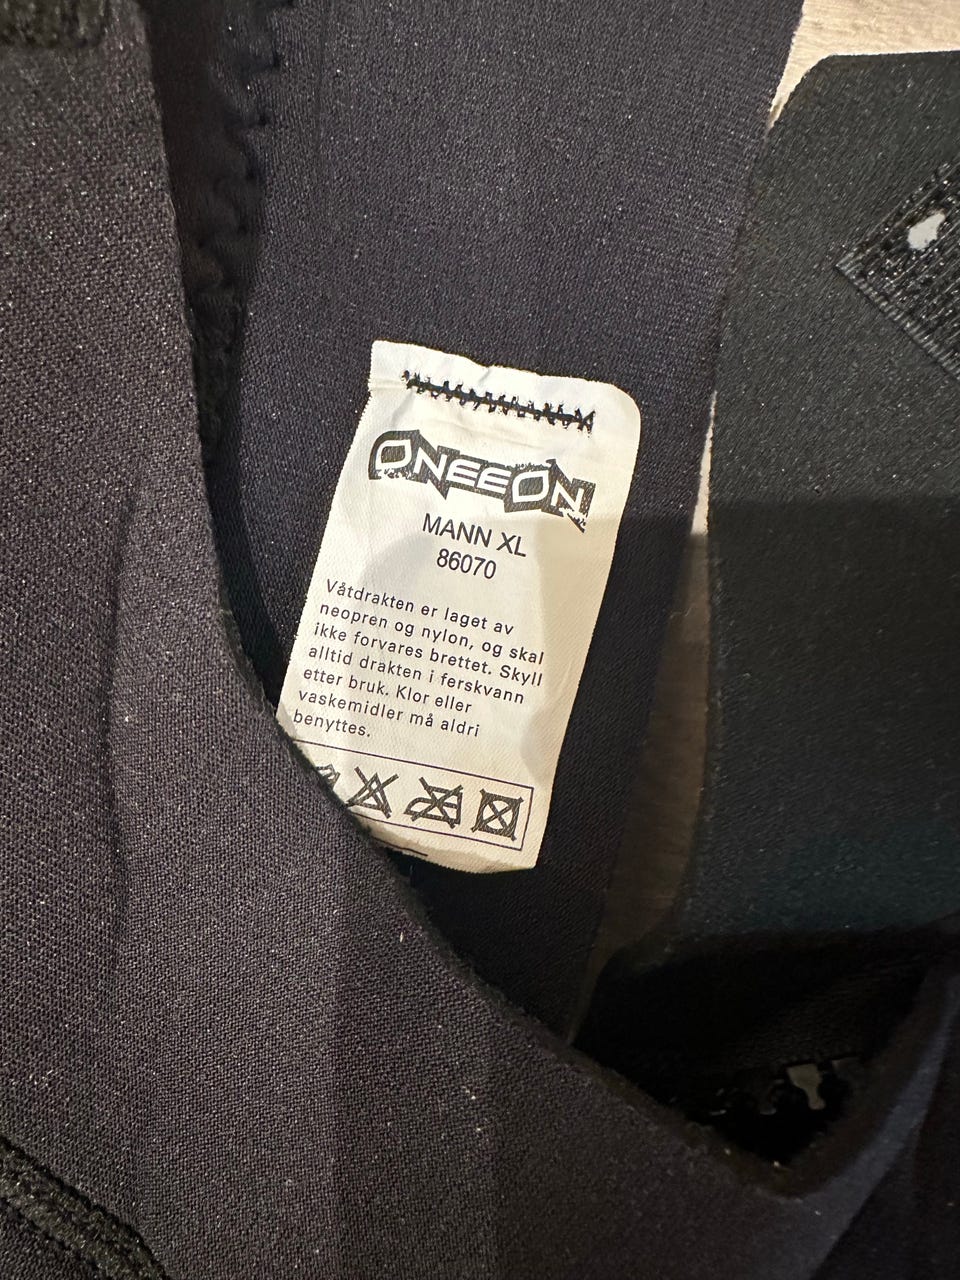 ONEEON
MANN XL
86070
Våtdrakten er laget av
neopren og nylon, og skal
ikke forvares brettet. Skyll
alltid drakten i ferskvann
etter bruk. Klor eller
vaskemidler må aldri
benyttes.